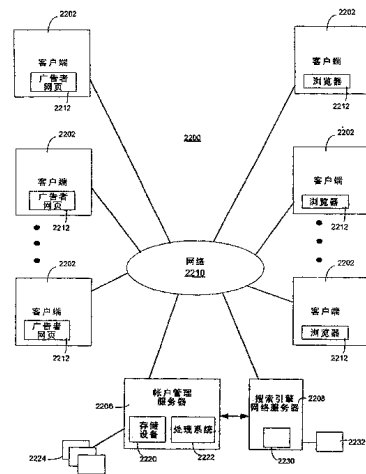 2202
客户端
广告者
网页
2212
2202
客户端
浏览器
2212
2200
2202
客户端
广告者
网页
2212
2202
客户端
浏览器
2212
网络
2210
2202
客户端
广告者
网页
2212
2202
客户端
浏览器
2212
2206
帐户管理
服务器
存储
设备
处理系统
2220
2222
2224
搜索引擎
网络服务器
2208
2230
2232